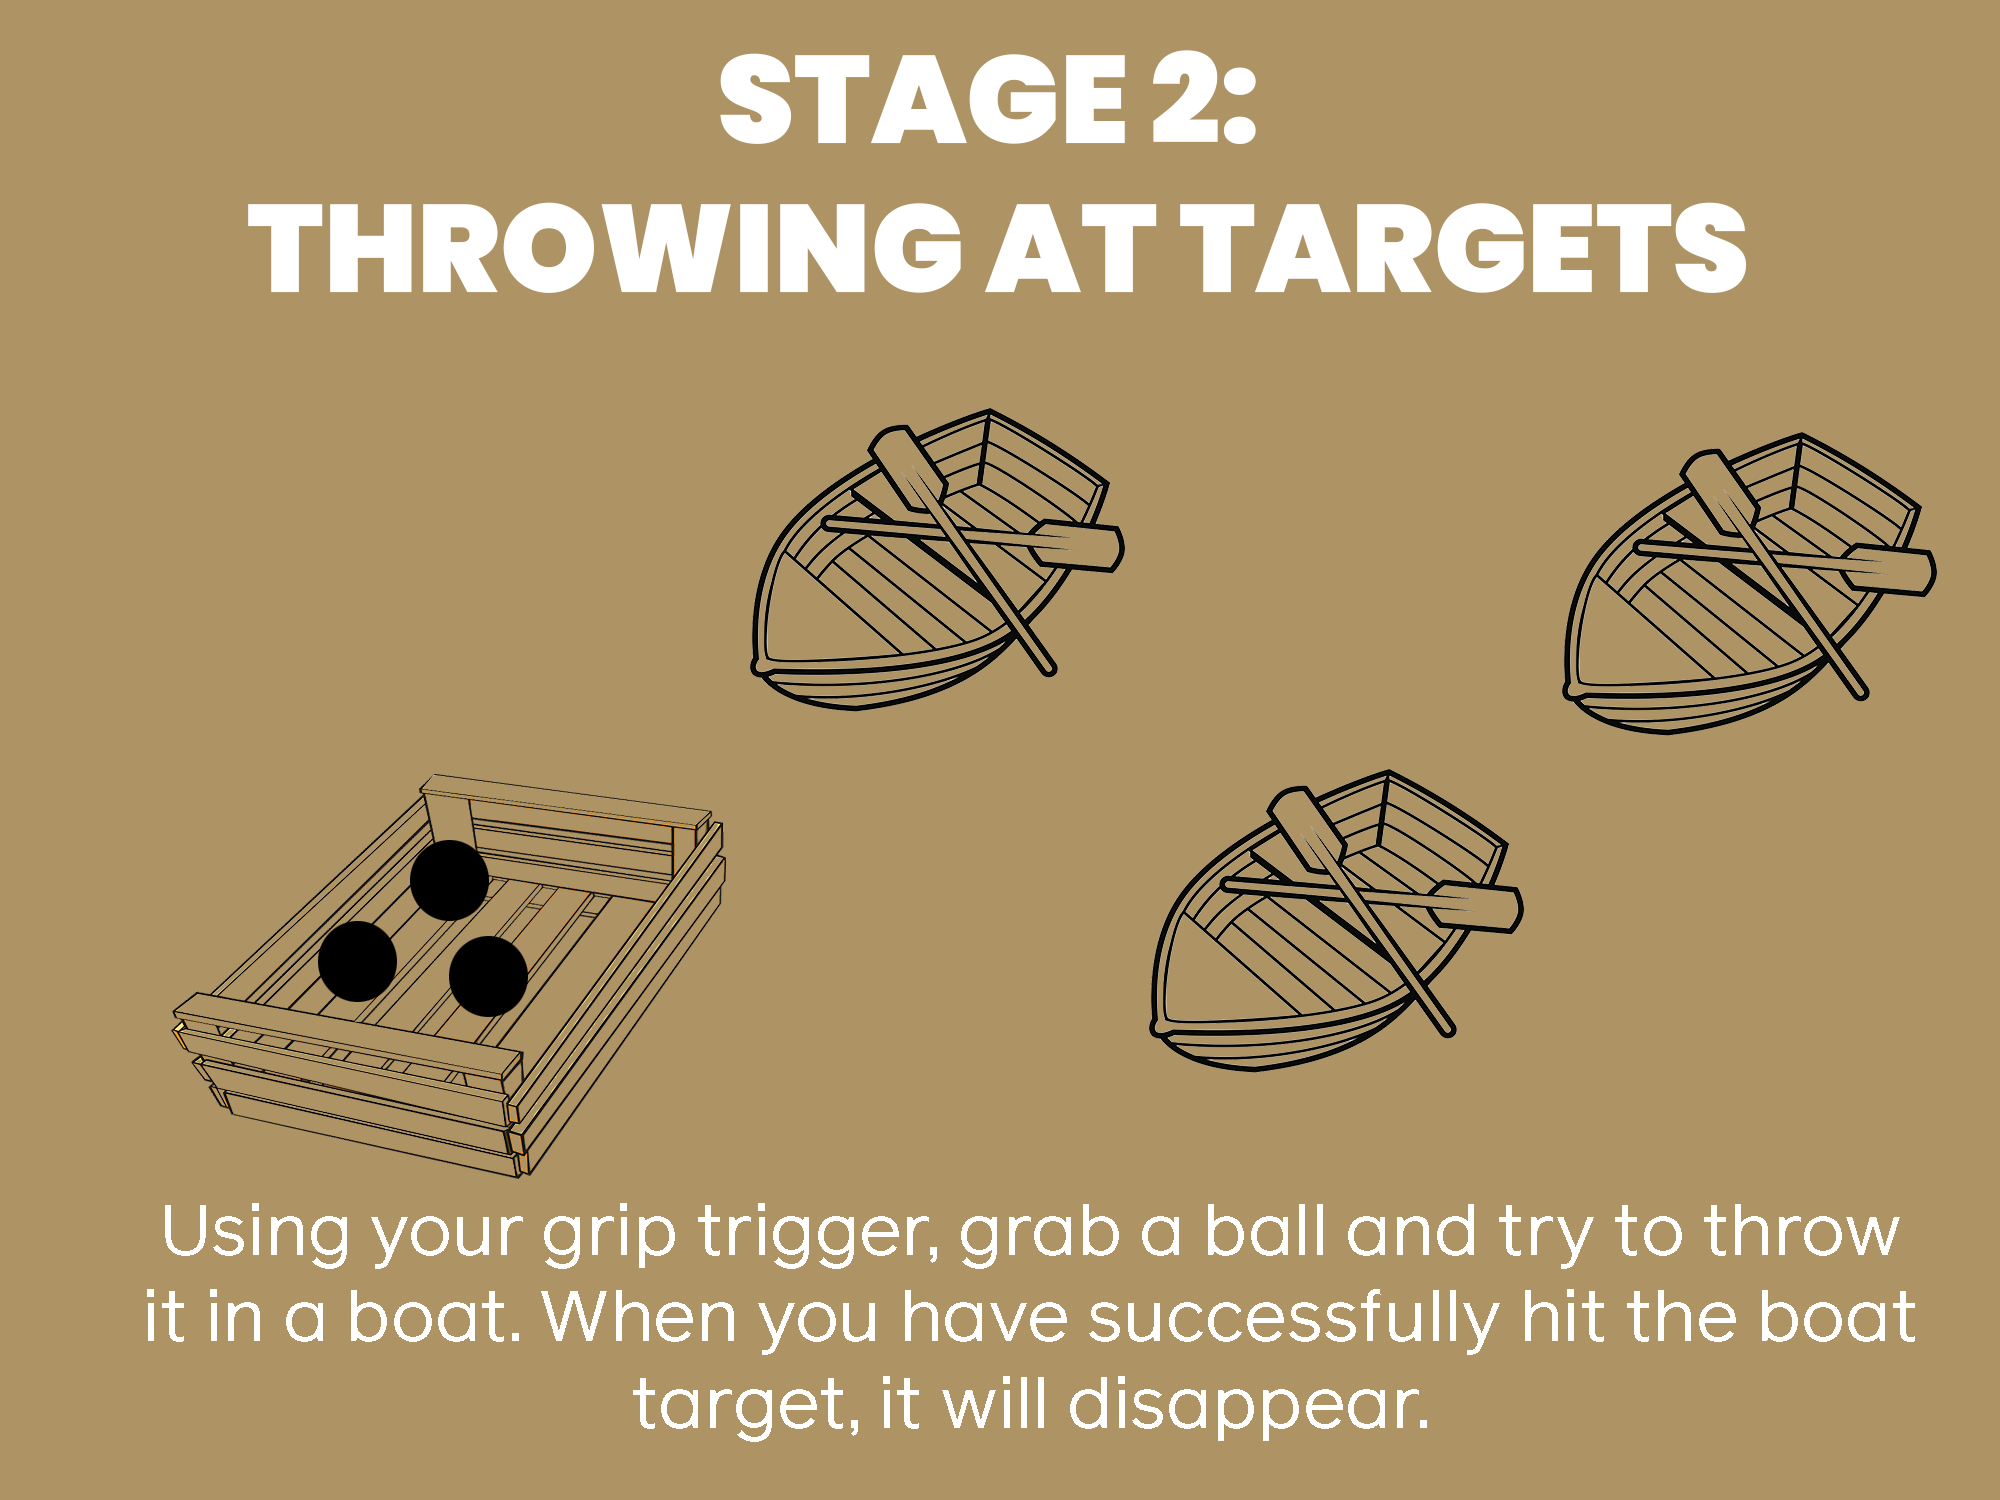 STAGE 2:
THROWING AT TARGETS
Using your grip trigger, grab a ball and try to throw
it in a boat. When you have successfully hit the boat
target, it will disappear.